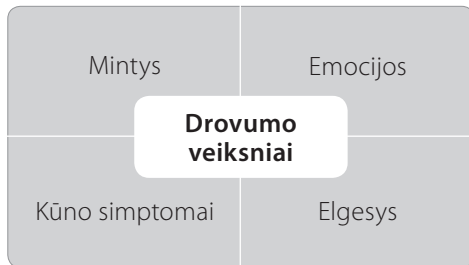 Mintys
Emocijos
Drovumo
veiksniai
Kūno simptomai
Elgesys